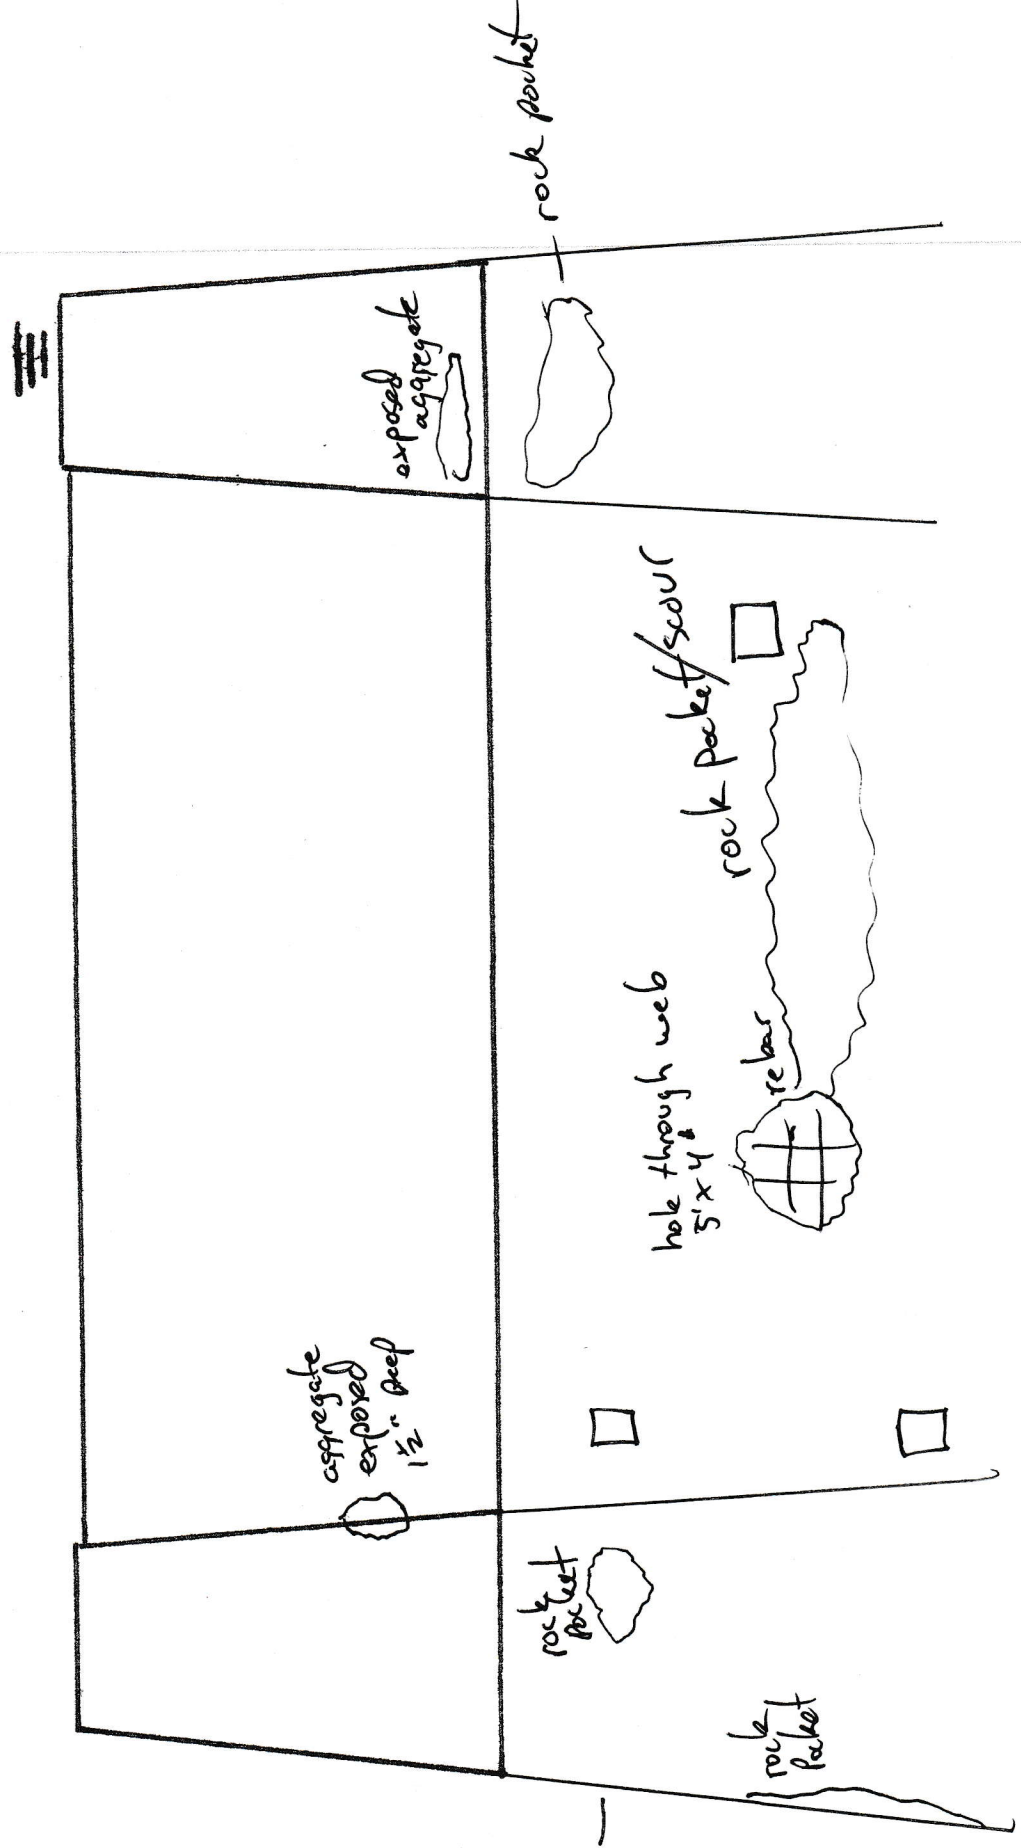 aggregate
exposed
1½" deep
exposed
aggregate
rock
pocket
rock pocket
hole through web
5'x4'
rock pocket/scour
rebar
rock
pocket